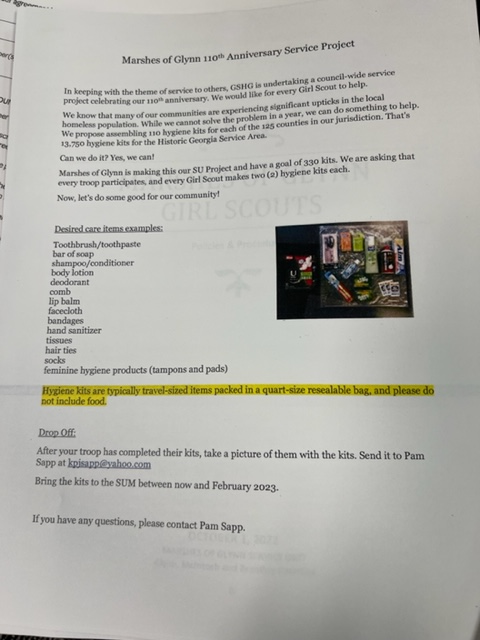 Marshes of Glynn 110th Anniversary Service Project
In keeping with the theme of service to others, GSHG is undertaking a council-wide service
project celebrating our 110th anniversary. We would like for every Girl Scout to help.
We know that many of our communities are experiencing significant upticks in the local
homeless population. While we cannot solve the problem in a year, we can do something to help.
We propose assembling 110 hygiene kits for each of the 125 counties in our jurisdiction. That's
13,750 hygiene kits for the Historic Georgia Service Area.
Can we do it? Yes, we can!
Marshes of Glynn is making this our SU Project and have a goal of 330 kits. We are asking that
every troop participates, and every Girl Scout makes two (2) hygiene kits each.
Now, let's do some good for our community!
GIRL SCOUTS
Desired care items examples:
Toothbrush/toothpaste
bar of soap
shampoo/conditioner
body lotion
deodorant
comb
lip balm
facecloth
bandages
hand sanitizer
tissues
hair ties
socks
feminine hygiene products (tampons and pads)
Hygiene kits are typically travel-sized items packed in a quart-size resealable bag, and please do
not include food.
Drop Off:
After your troop has completed their kits, take a picture of them with the kits. Send it to Pam
Sapp at kpjsapp@yahoo.com
Bring the kits to the SUM between now and February 2023.
If you have any questions, please contact Pam Sapp.